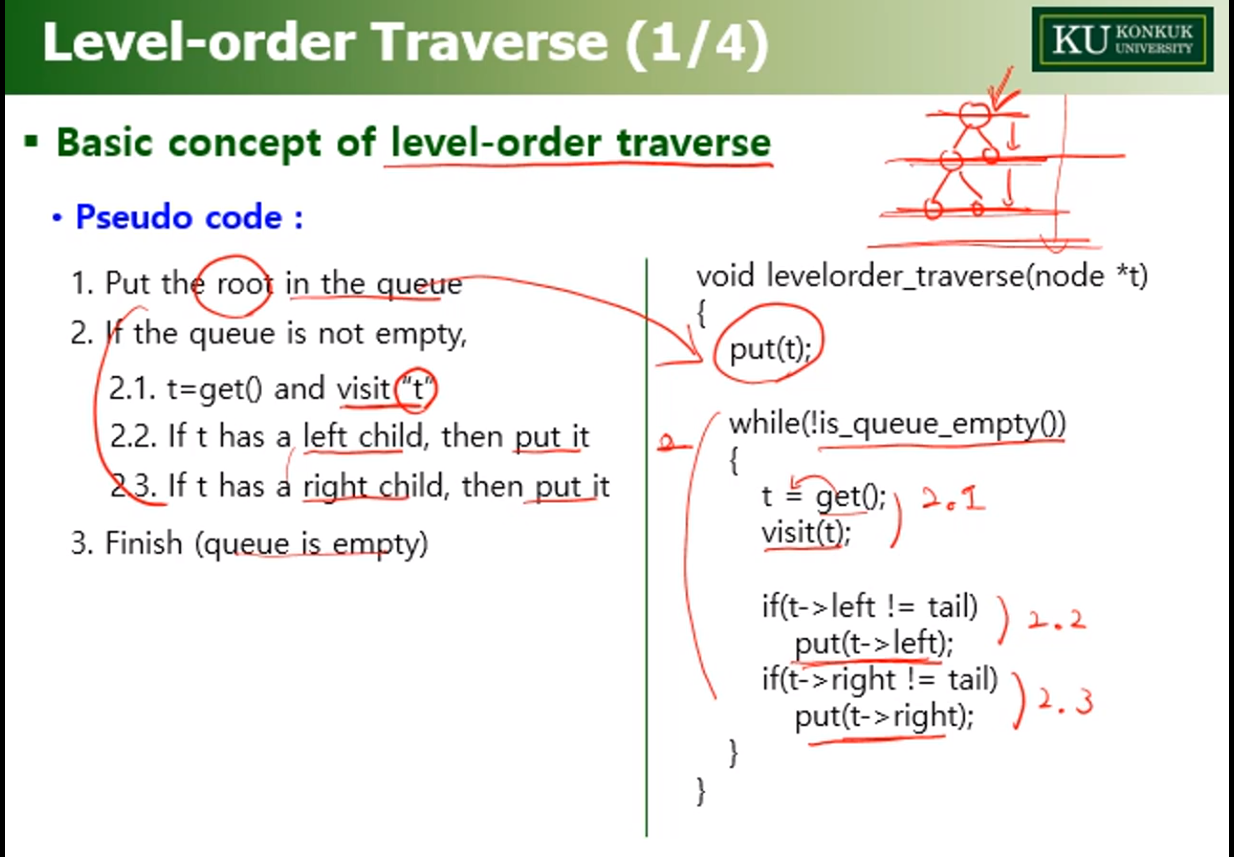 Level-order Traverse (1/4)
KU KONKUK
UNIVERSITY
▪ Basic concept of level-order traverse
• Pseudo code :
1. Put the root in the queue
2. If the queue is not empty,
2.1. t=get() and visit "t"
2.2. If t has a left child, then put it
2.3. If t has a right child, then put it
3. Finish (queue is empty)
void levelorder_traverse(node *t)
{
put(t);
2
while(!is_queue_empty())
{
t = get();
2.1
visit(t);
if(t->left != tail)
2.2
put(t->left);
if(t->right != tail)
2.3
put(t->right);
}
}